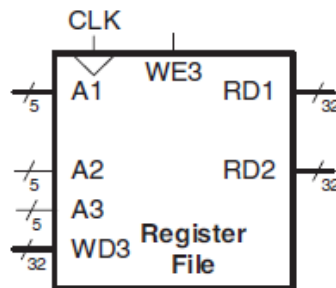 CLK
WE3
5 A1 RD1 32
5 A2 RD2 32
5 A3
32 WD3 Register
File